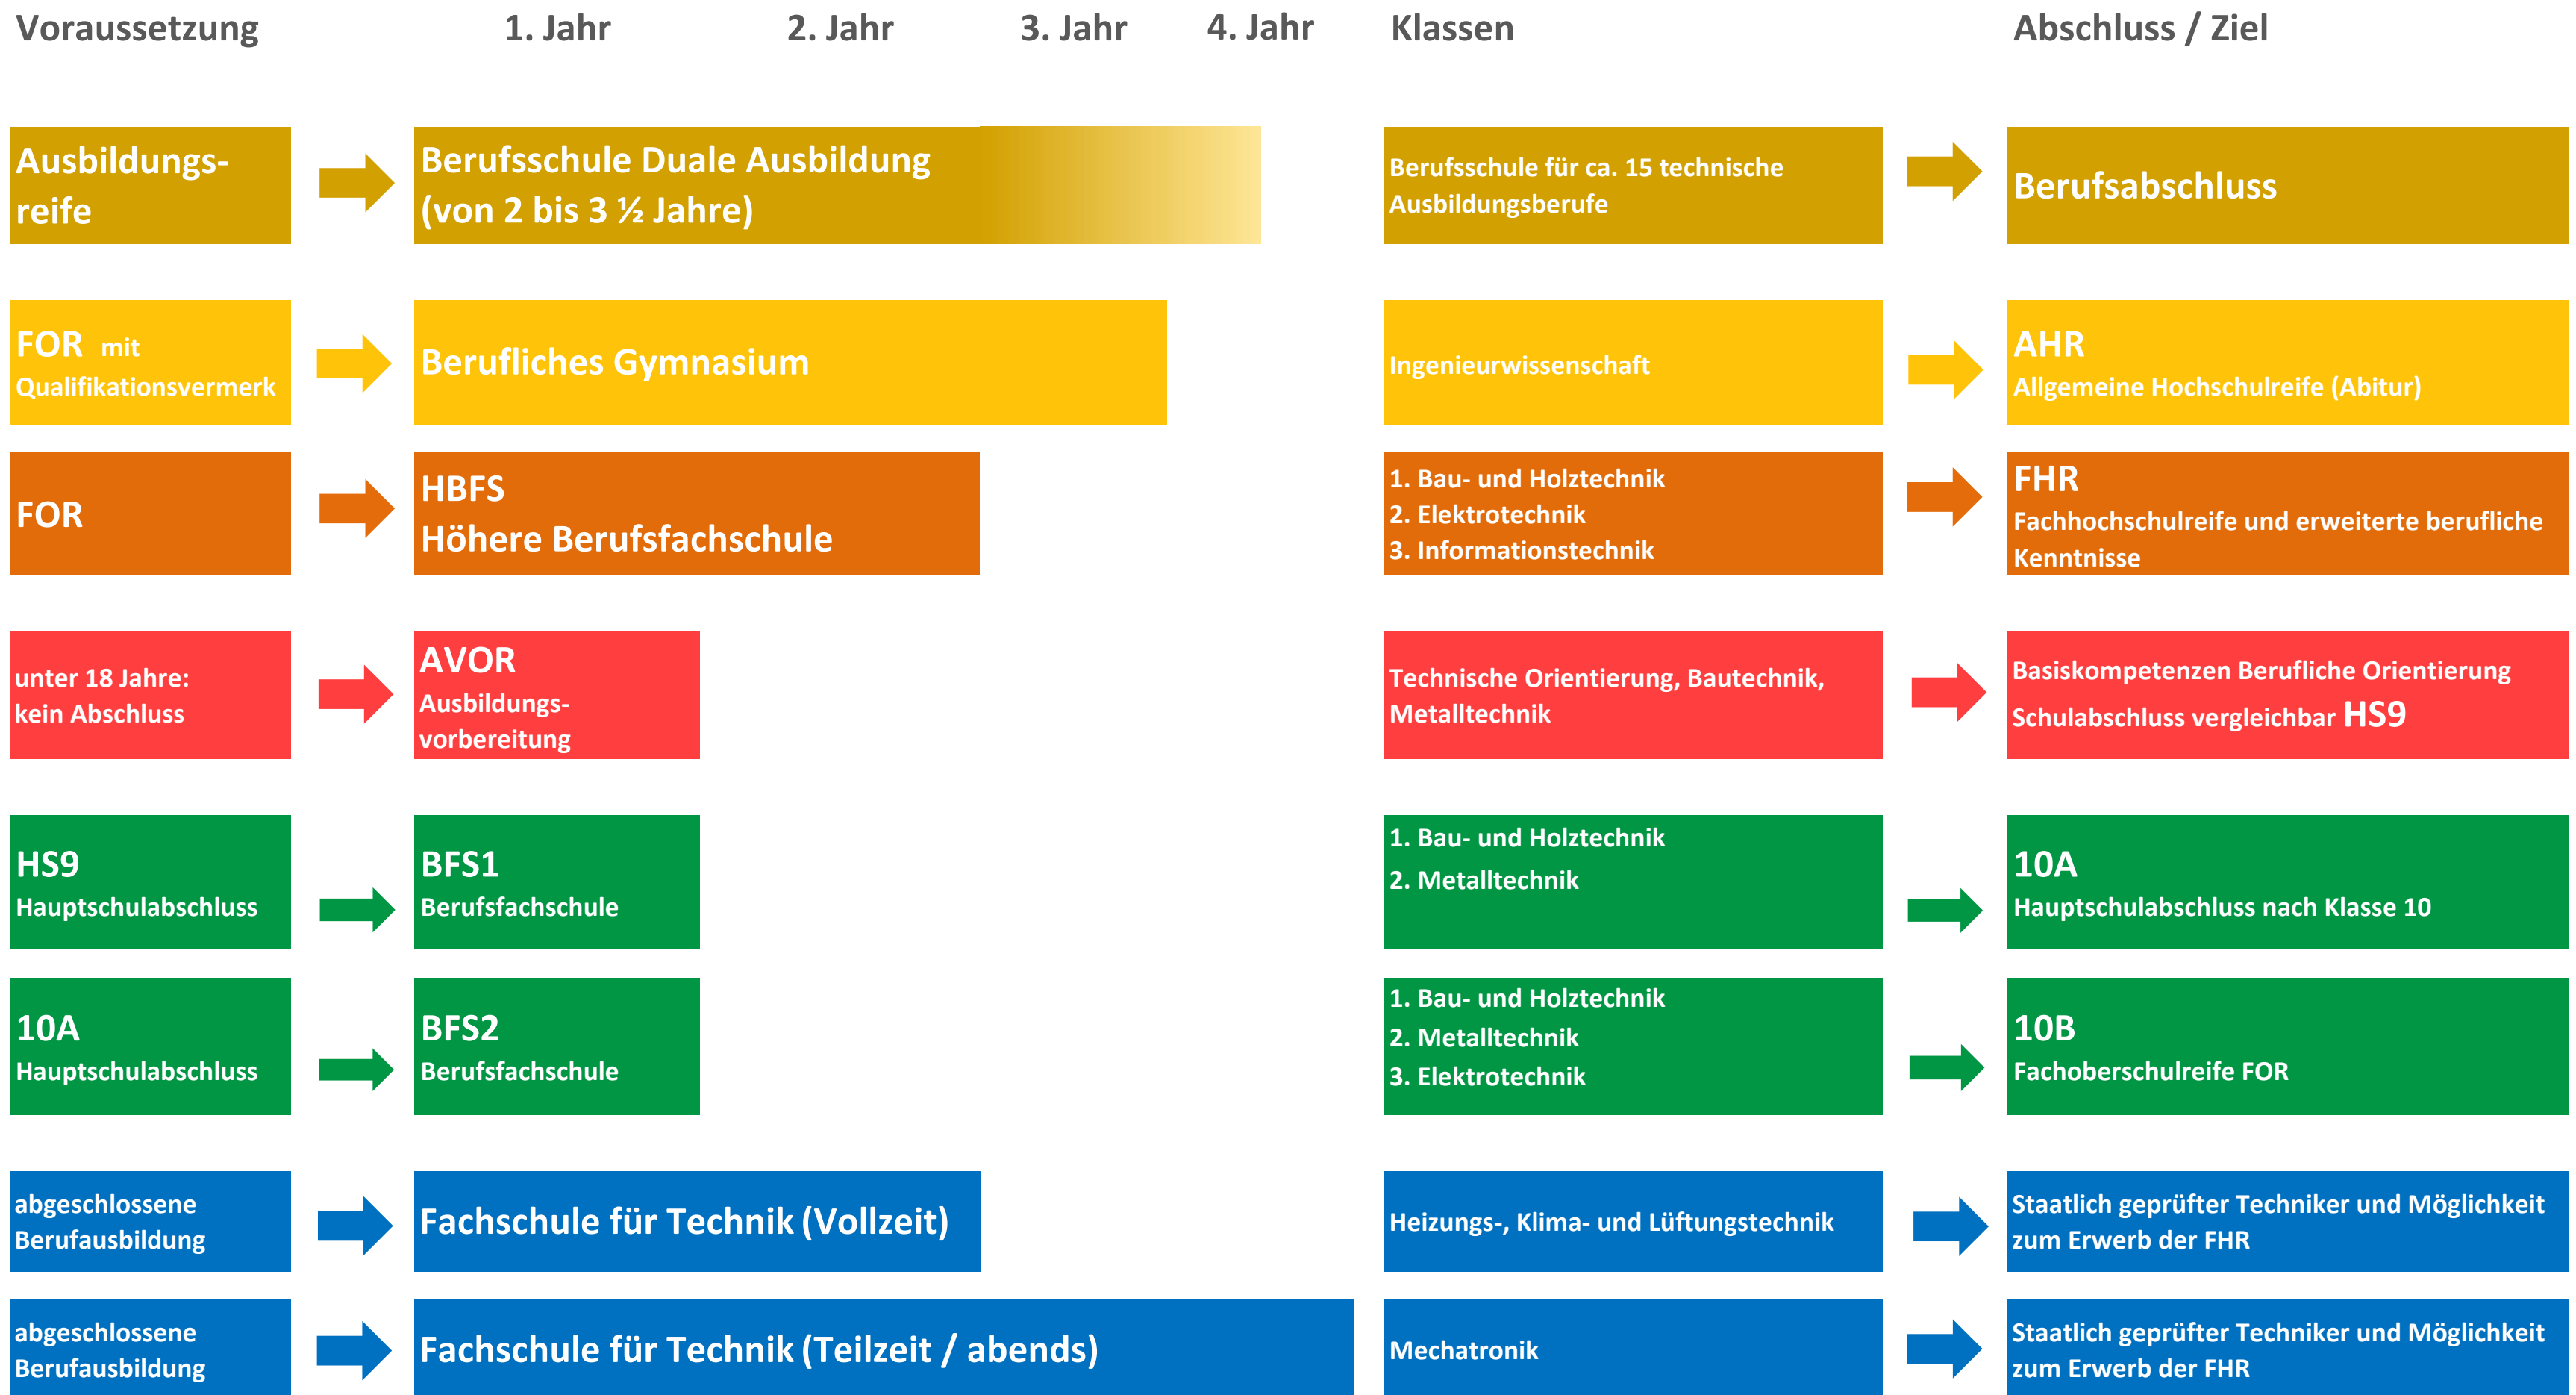 Voraussetzung 1. Jahr 2. Jahr 3. Jahr 4. Jahr Klassen Abschluss / Ziel
Ausbildungs-
reife
Berufsschule Duale Ausbildung
(von 2 bis 3 ½ Jahre)
Berufsschule für ca. 15 technische
Ausbildungsberufe
Berufsabschluss
FOR mit
Qualifikationsvermerk
Berufliches Gymnasium
Ingenieurwissenschaft
AHR
Allgemeine Hochschulreife (Abitur)
FOR
HBFS
Höhere Berufsfachschule
1. Bau- und Holztechnik
2. Elektrotechnik
3. Informationstechnik
FHR
Fachhochschulreife und erweiterte berufliche
Kenntnisse
unter 18 Jahre:
kein Abschluss
AVOR
Ausbildungs-
vorbereitung
Technische Orientierung, Bautechnik,
Metalltechnik
Basiskompetenzen Berufliche Orientierung
Schulabschluss vergleichbar HS9
HS9
Hauptschulabschluss
BFS1
Berufsfachschule
1. Bau- und Holztechnik
2. Metalltechnik
10A
Hauptschulabschluss nach Klasse 10
10A
Hauptschulabschluss
BFS2
Berufsfachschule
1. Bau- und Holztechnik
2. Metalltechnik
3. Elektrotechnik
10B
Fachoberschulreife FOR
abgeschlossene
Berufausbildung
Fachschule für Technik (Vollzeit)
Heizungs-, Klima- und Lüftungstechnik
Staatlich geprüfter Techniker und Möglichkeit
zum Erwerb der FHR
abgeschlossene
Berufausbildung
Fachschule für Technik (Teilzeit / abends)
Mechatronik
Staatlich geprüfter Techniker und Möglichkeit
zum Erwerb der FHR